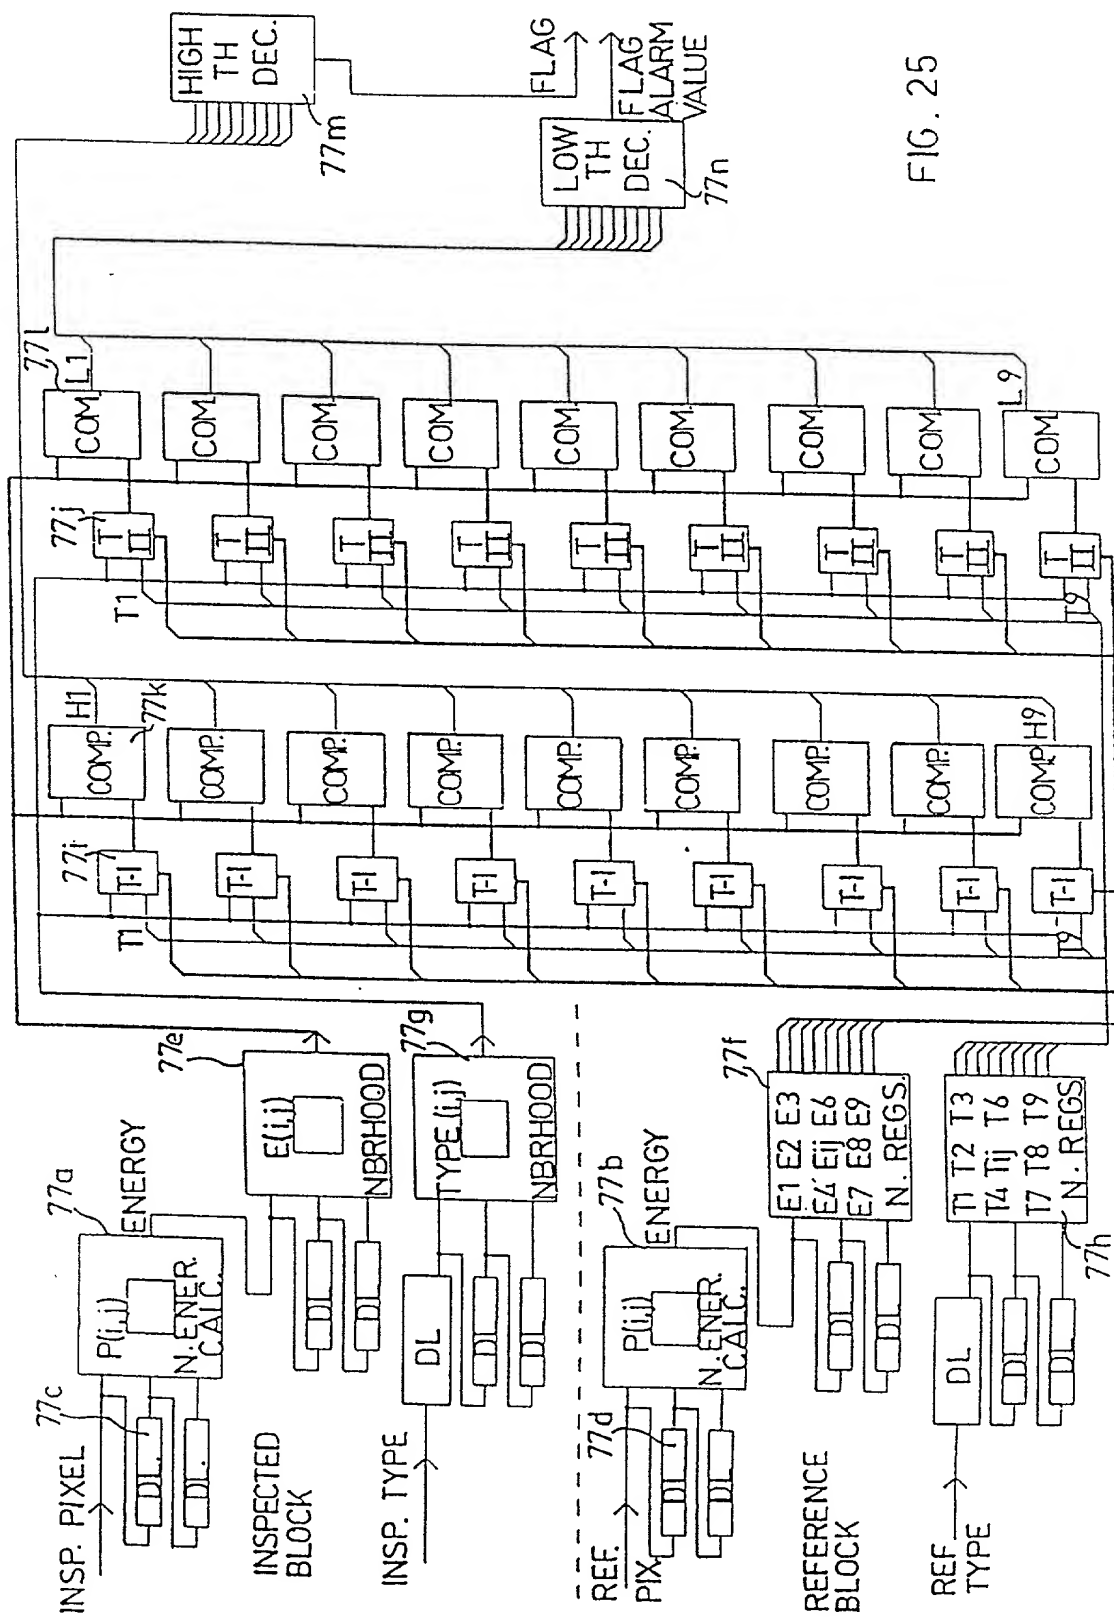 INSP. PIXEL
77c
DL.
DL.
P(i,j)
N. ENER.
CALC.
77a
ENERGY
INSPECTED
BLOCK
DL
DL
E(i,j)
NBRHOOD
77e
INSP. TYPE
DL
DL
DL
TYPE.(i,j)
NBRHOOD
77g
REF.
PIX.
77d
DL
DL
P(i,j)
N. ENER.
CALC.
77b
ENERGY
REFERENCE
BLOCK
DL
DL
E1 E2 E3
E4 Eij E6
E7 E8 E9
N. REGS.
77f
REF
TYPE
DL
DL
DL
T1 T2 T3
T4 Tij T6
T7 T8 T9
N. REGS
77h
T1
77i
T-I
T-I
T-I
T-I
T-I
T-I
T-I
T-I
T-I
T9
H1
77k
COMP.
COMP.
COMP.
COMP.
COMP.
COMP.
COMP.
COMP.
COMP.
H9
T1
77j
T II
T II
T II
T II
T II
T II
T II
T II
T II
T9
77l
L1
COM.
COM.
COM.
COM.
COM.
COM.
COM.
COM.
COM.
L9
HIGH
TH
DEC.
77m
FLAG
LOW
TH
DEC.
77n
FLAG
ALARM
VALUE
FIG. 25